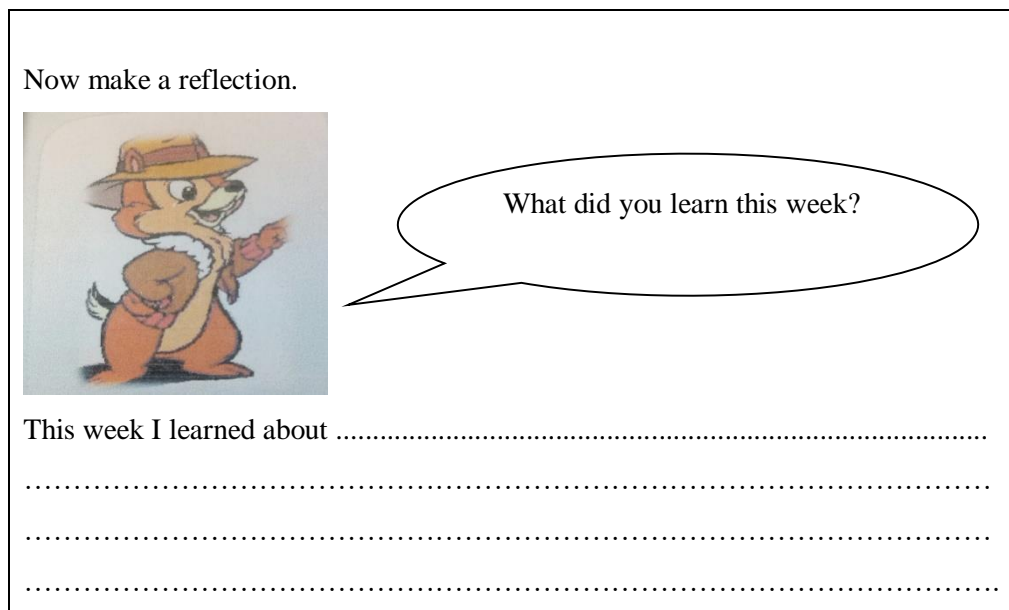 Now make a reflection.
What did you learn this week?
This week I learned about ..........................................................................................
………………………………………………………………………………………
………………………………………………………………………………………
……………………………………………………………………………………….